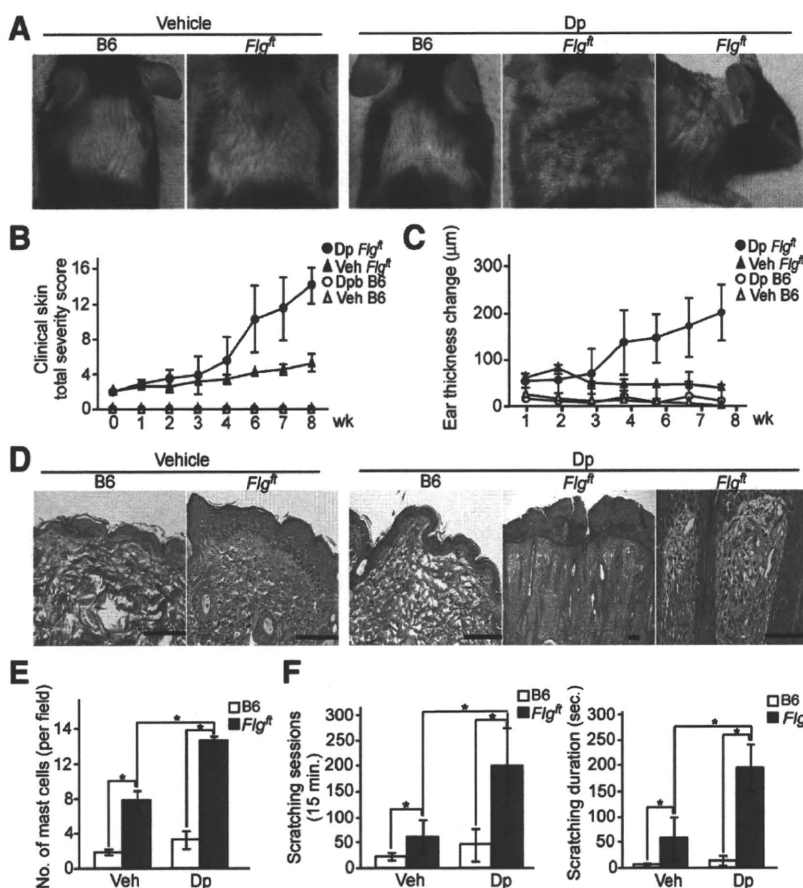 A
Vehicle
Dp
B6
Flg^ft
B6
Flg^ft
Flg^ft
B
Clinical skin
total severity score
16
12
8
4
0
0 1 2 3 4 6 7 8 wk
Dp Flg^ft
Veh Flg^ft
Dpb B6
Veh B6
C
Ear thickness change (μm)
300
200
100
0
1 2 3 4 5 6 7 8 wk
Dp Flg^ft
Veh Flg^ft
Dp B6
Veh B6
D
Vehicle
Dp
B6
Flg^ft
B6
Flg^ft
Flg^ft
E
No. of mast cells (per field)
14
12
8
4
0
Veh
Dp
B6
Flg^ft
* * *
F
Scratching sessions
(15 min.)
300
250
200
150
100
50
0
Veh
Dp
* * *
B6
Flg^ft
Scratching duration (sec.)
300
250
200
150
100
50
0
Veh
Dp
* * *
B6
Flg^ft